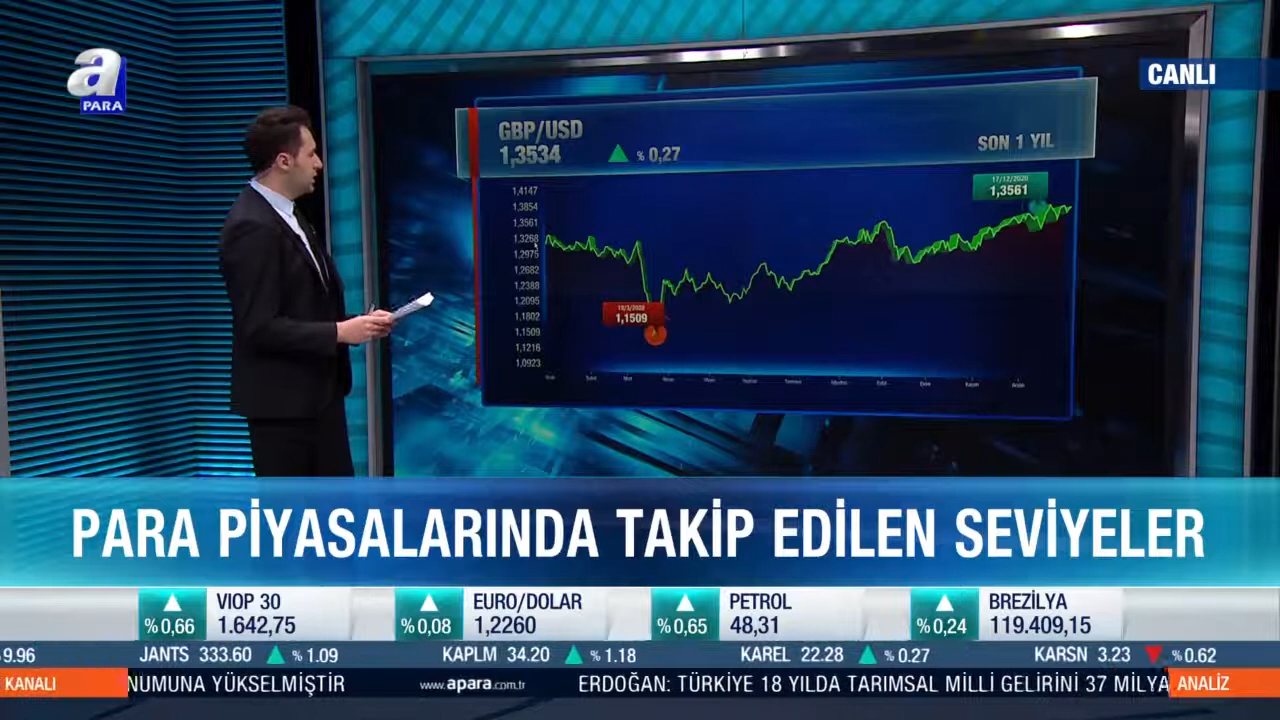 a
PARA
CANLI
GBP/USD
1,3534
% 0,27
SON 1 YIL
17/12/2020
1,3561
1,4147
1,3854
1,3561
1,3268
1,2975
1,2682
1,2388
1,2095
1,1802
1,1509
1,1216
1,0923
1,1509
PARA PİYASALARINDA TAKİP EDİLEN SEVİYELER
% 0,66
VIOP 30
1.642,75
% 0,08
EURO/DOLAR
1,2260
% 0,65
PETROL
48,31
% 0,24
BREZİLYA
119.409,15
9.96 JANTS 333.60 % 1.09 KAPLM 34.20 % 1.18 KAREL 22.28 % 0.27 KARSN 3.23 % 0.62
KANALI NUMUNA YÜKSELMİŞTİR www.apara.com.tr ERDOĞAN: TÜRKİYE 18 YILDA TARIMSAL MİLLİ GELİRİNİ 37 MİLYA ANALİZ